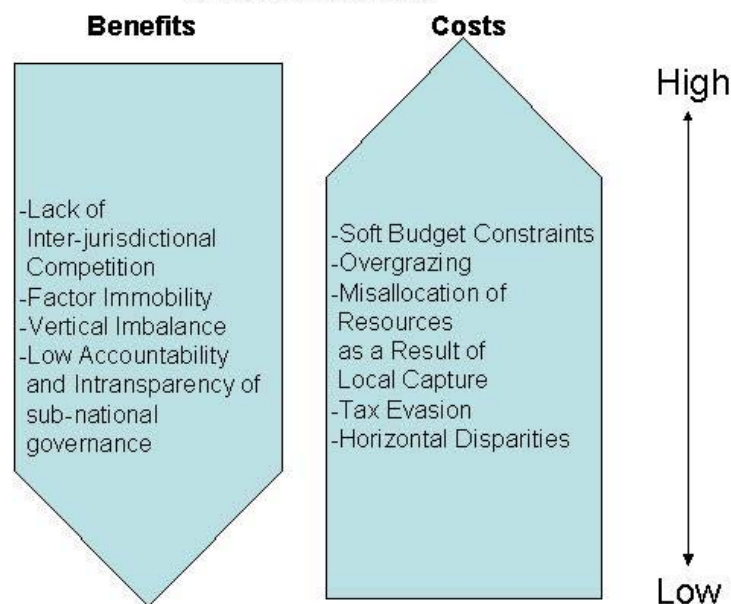 Benefits
Costs
High
-Lack of
Inter-jurisdictional
Competition
-Factor Immobility
-Vertical Imbalance
-Low Accountability
and Intransparency of
sub-national
governance
-Soft Budget Constraints
-Overgrazing
-Misallocation of
Resources
as a Result of
Local Capture
-Tax Evasion
-Horizontal Disparities
Low